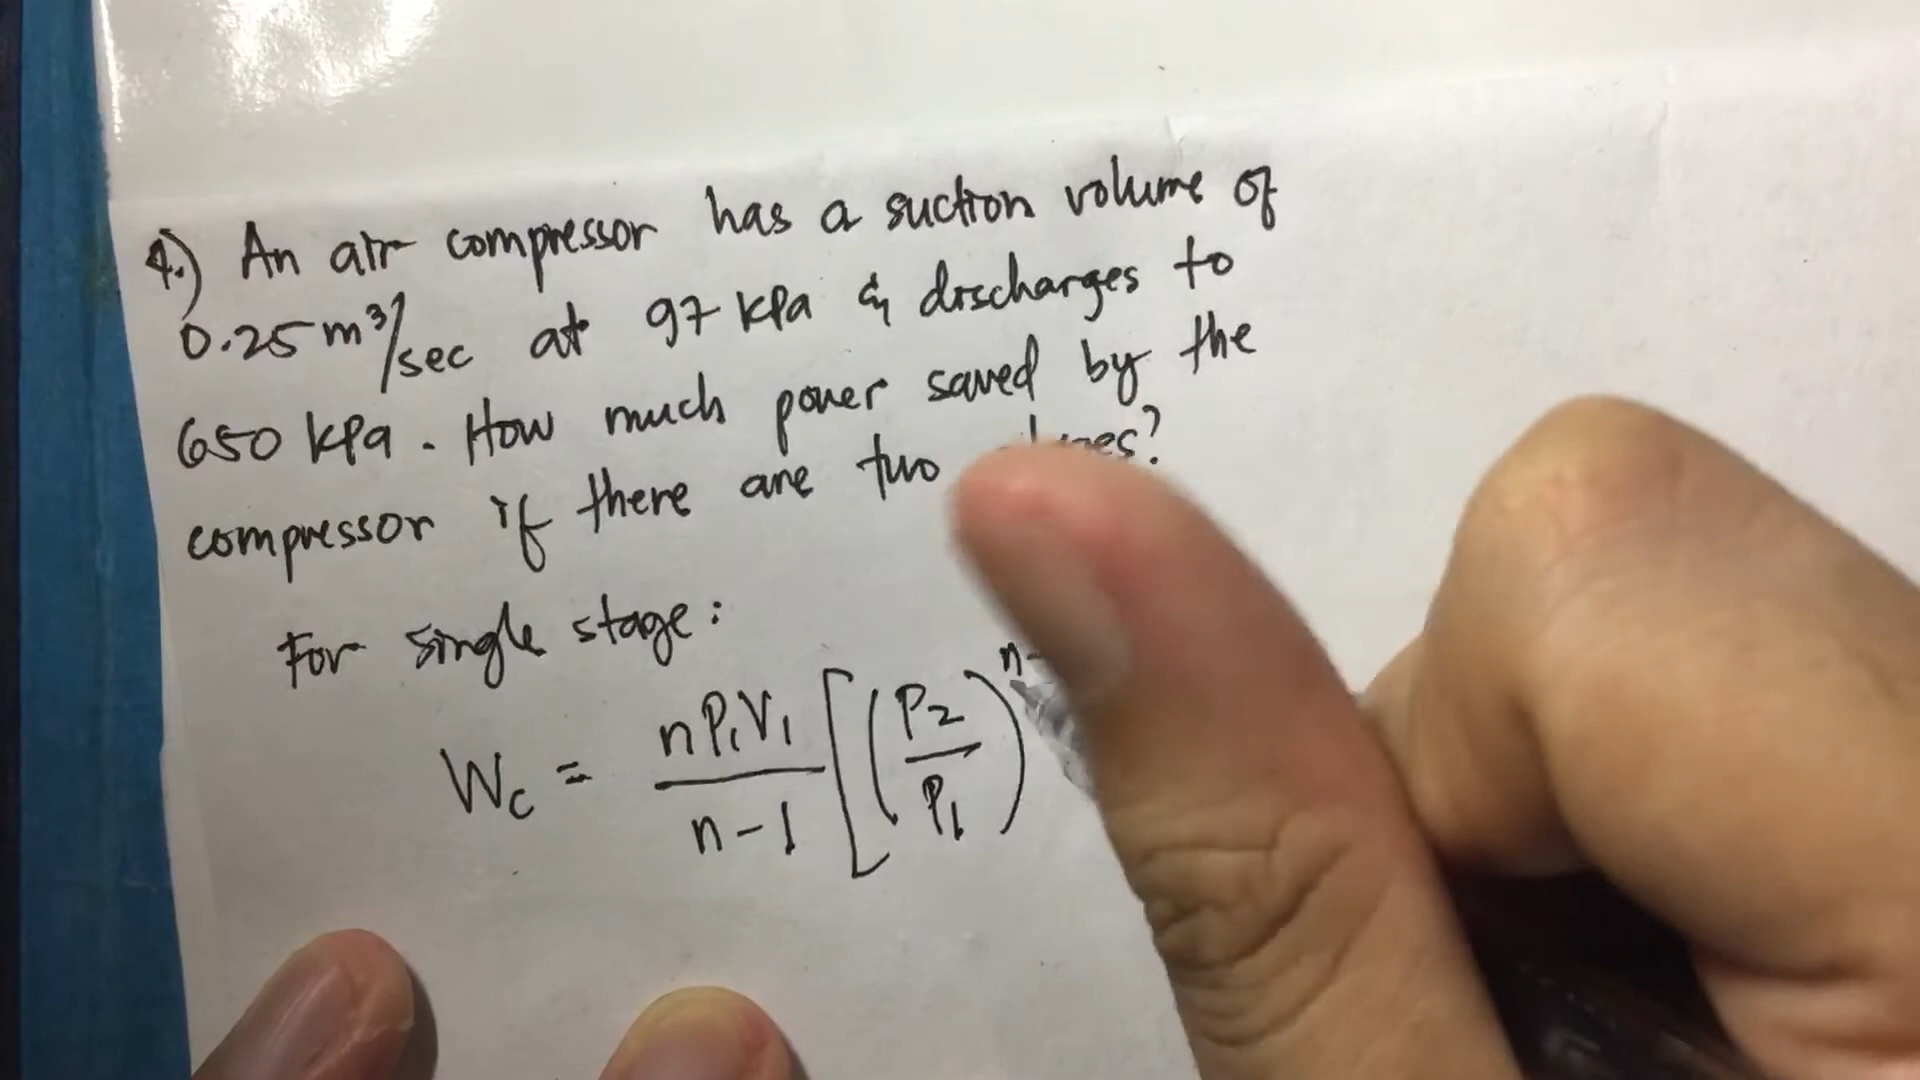 4.) An air compressor has a suction volume of
0.25 m³/sec at 97 kPa & discharges to
650 kPa. How much power saved by the
compressor if there are two
For single stage:
Wc = nP₁V₁ / n-1 [(P₂ / P₁)ⁿ⁻